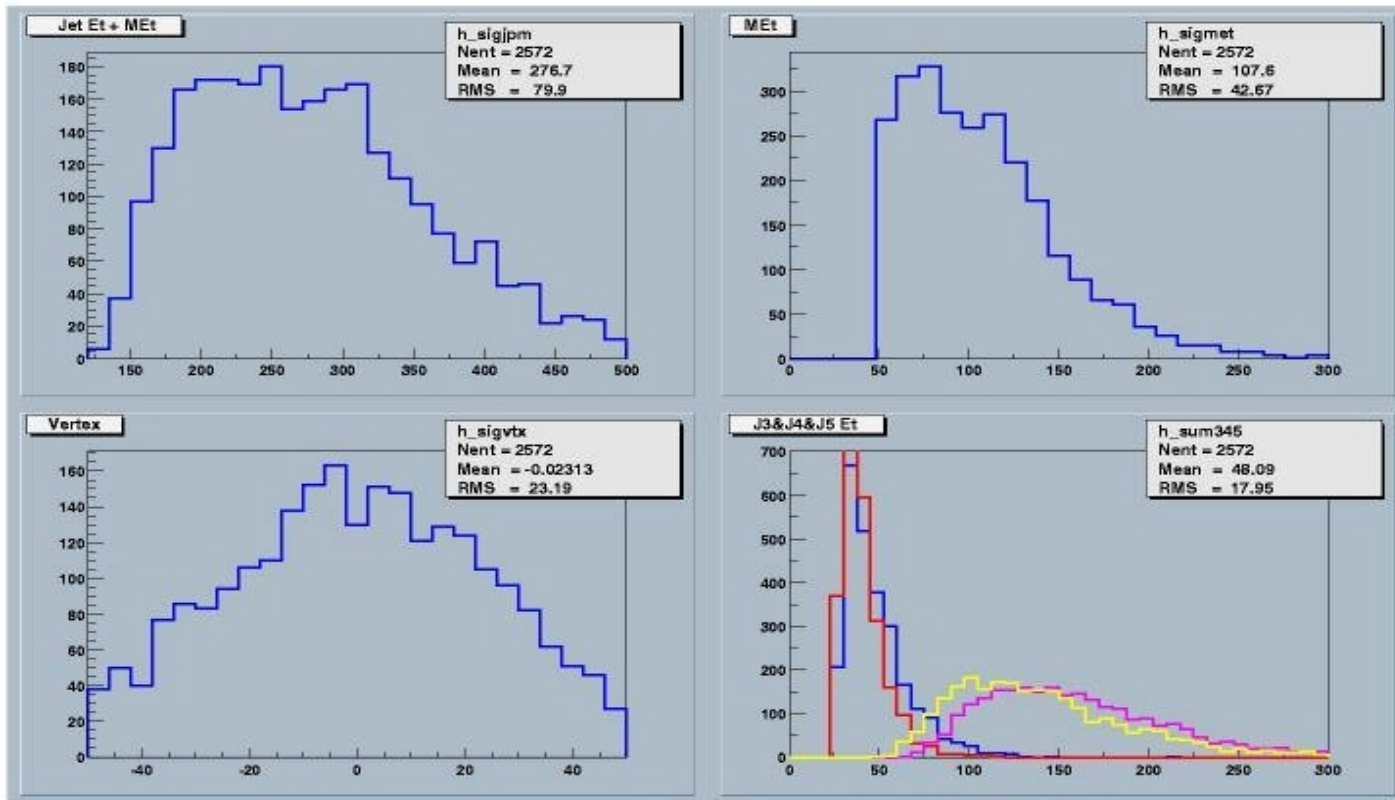 Jet Et + MEt
h_sigjpm
Nent = 2572
Mean = 276.7
RMS = 79.9
180
160
140
120
100
80
60
40
20
0
150 200 250 300 350 400 450 500
MEt
h_sigmet
Nent = 2572
Mean = 107.6
RMS = 42.67
300
250
200
150
100
50
0
0 50 100 150 200 250 300
Vertex
h_sigvtx
Nent = 2572
Mean = -0.02313
RMS = 23.19
160
140
120
100
80
60
40
20
0
-40 -20 0 20 40
J3&J4&J5 Et
h_sum345
Nent = 2572
Mean = 48.09
RMS = 17.95
700
600
500
400
300
200
100
0
0 50 100 150 200 250 300